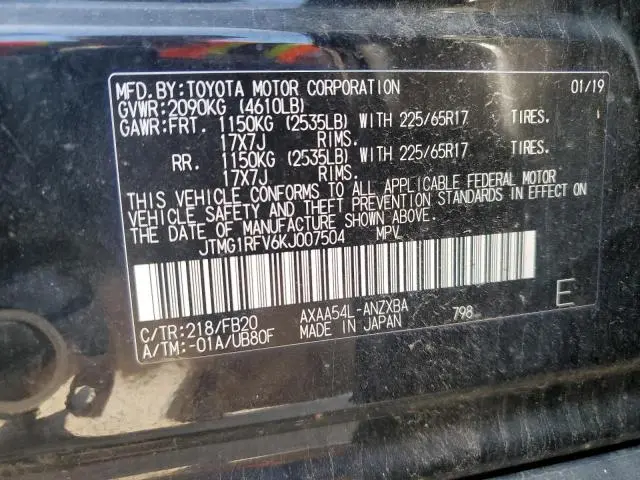 MFD. BY: TOYOTA MOTOR CORPORATION 01/19
GVWR: 2090KG (4610LB)
GAWR: FRT. 1150KG (2535LB) WITH 225/65R17 TIRES.
17X7J RIMS.
RR. 1150KG (2535LB) WITH 225/65R17 TIRES.
17X7J RIMS.
THIS VEHICLE CONFORMS TO ALL APPLICABLE FEDERAL MOTOR
VEHICLE SAFETY AND THEFT PREVENTION STANDARDS IN EFFECT ON
THE DATE OF MANUFACTURE SHOWN ABOVE.
JTMG1RFV6KJ007504 MPV
C/TR: 218/FB20 AXAA54L-ANZXBA 798 E
A/TM: -01A/UB80F MADE IN JAPAN